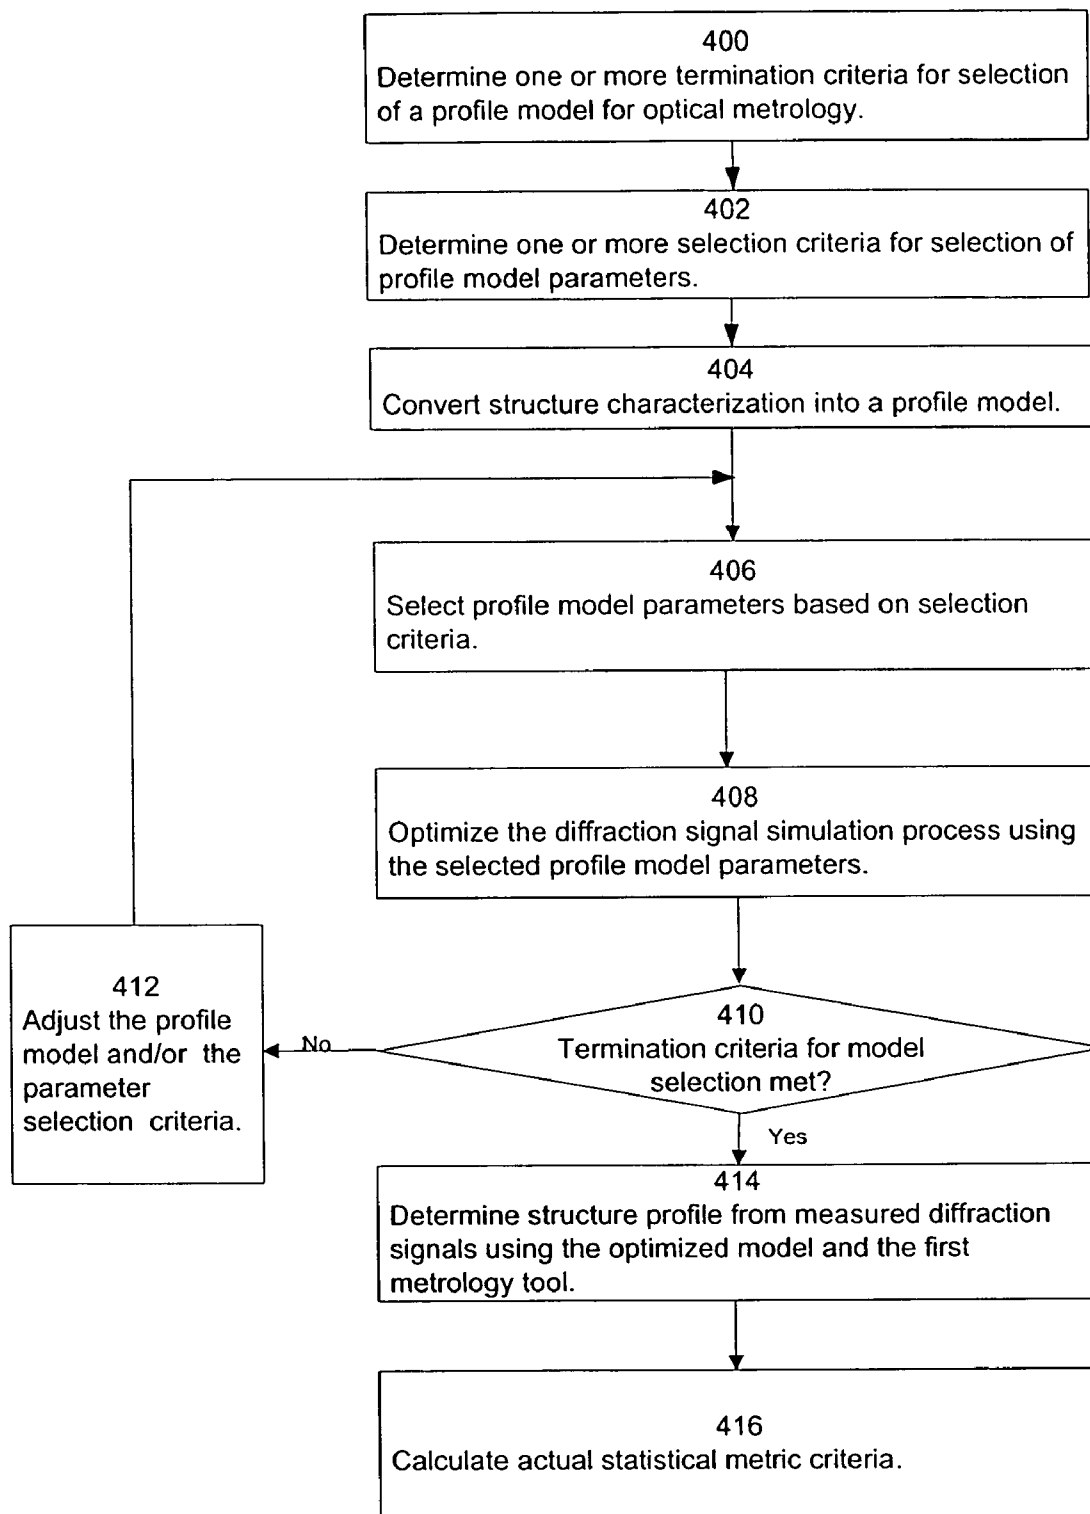 400
Determine one or more termination criteria for selection
of a profile model for optical metrology.
402
Determine one or more selection criteria for selection of
profile model parameters.
404
Convert structure characterization into a profile model.
406
Select profile model parameters based on selection
criteria.
408
Optimize the diffraction signal simulation process using
the selected profile model parameters.
412
Adjust the profile
model and/or the
parameter
selection criteria.
No
410
Termination criteria for model
selection met?
Yes
414
Determine structure profile from measured diffraction
signals using the optimized model and the first
metrology tool.
416
Calculate actual statistical metric criteria.